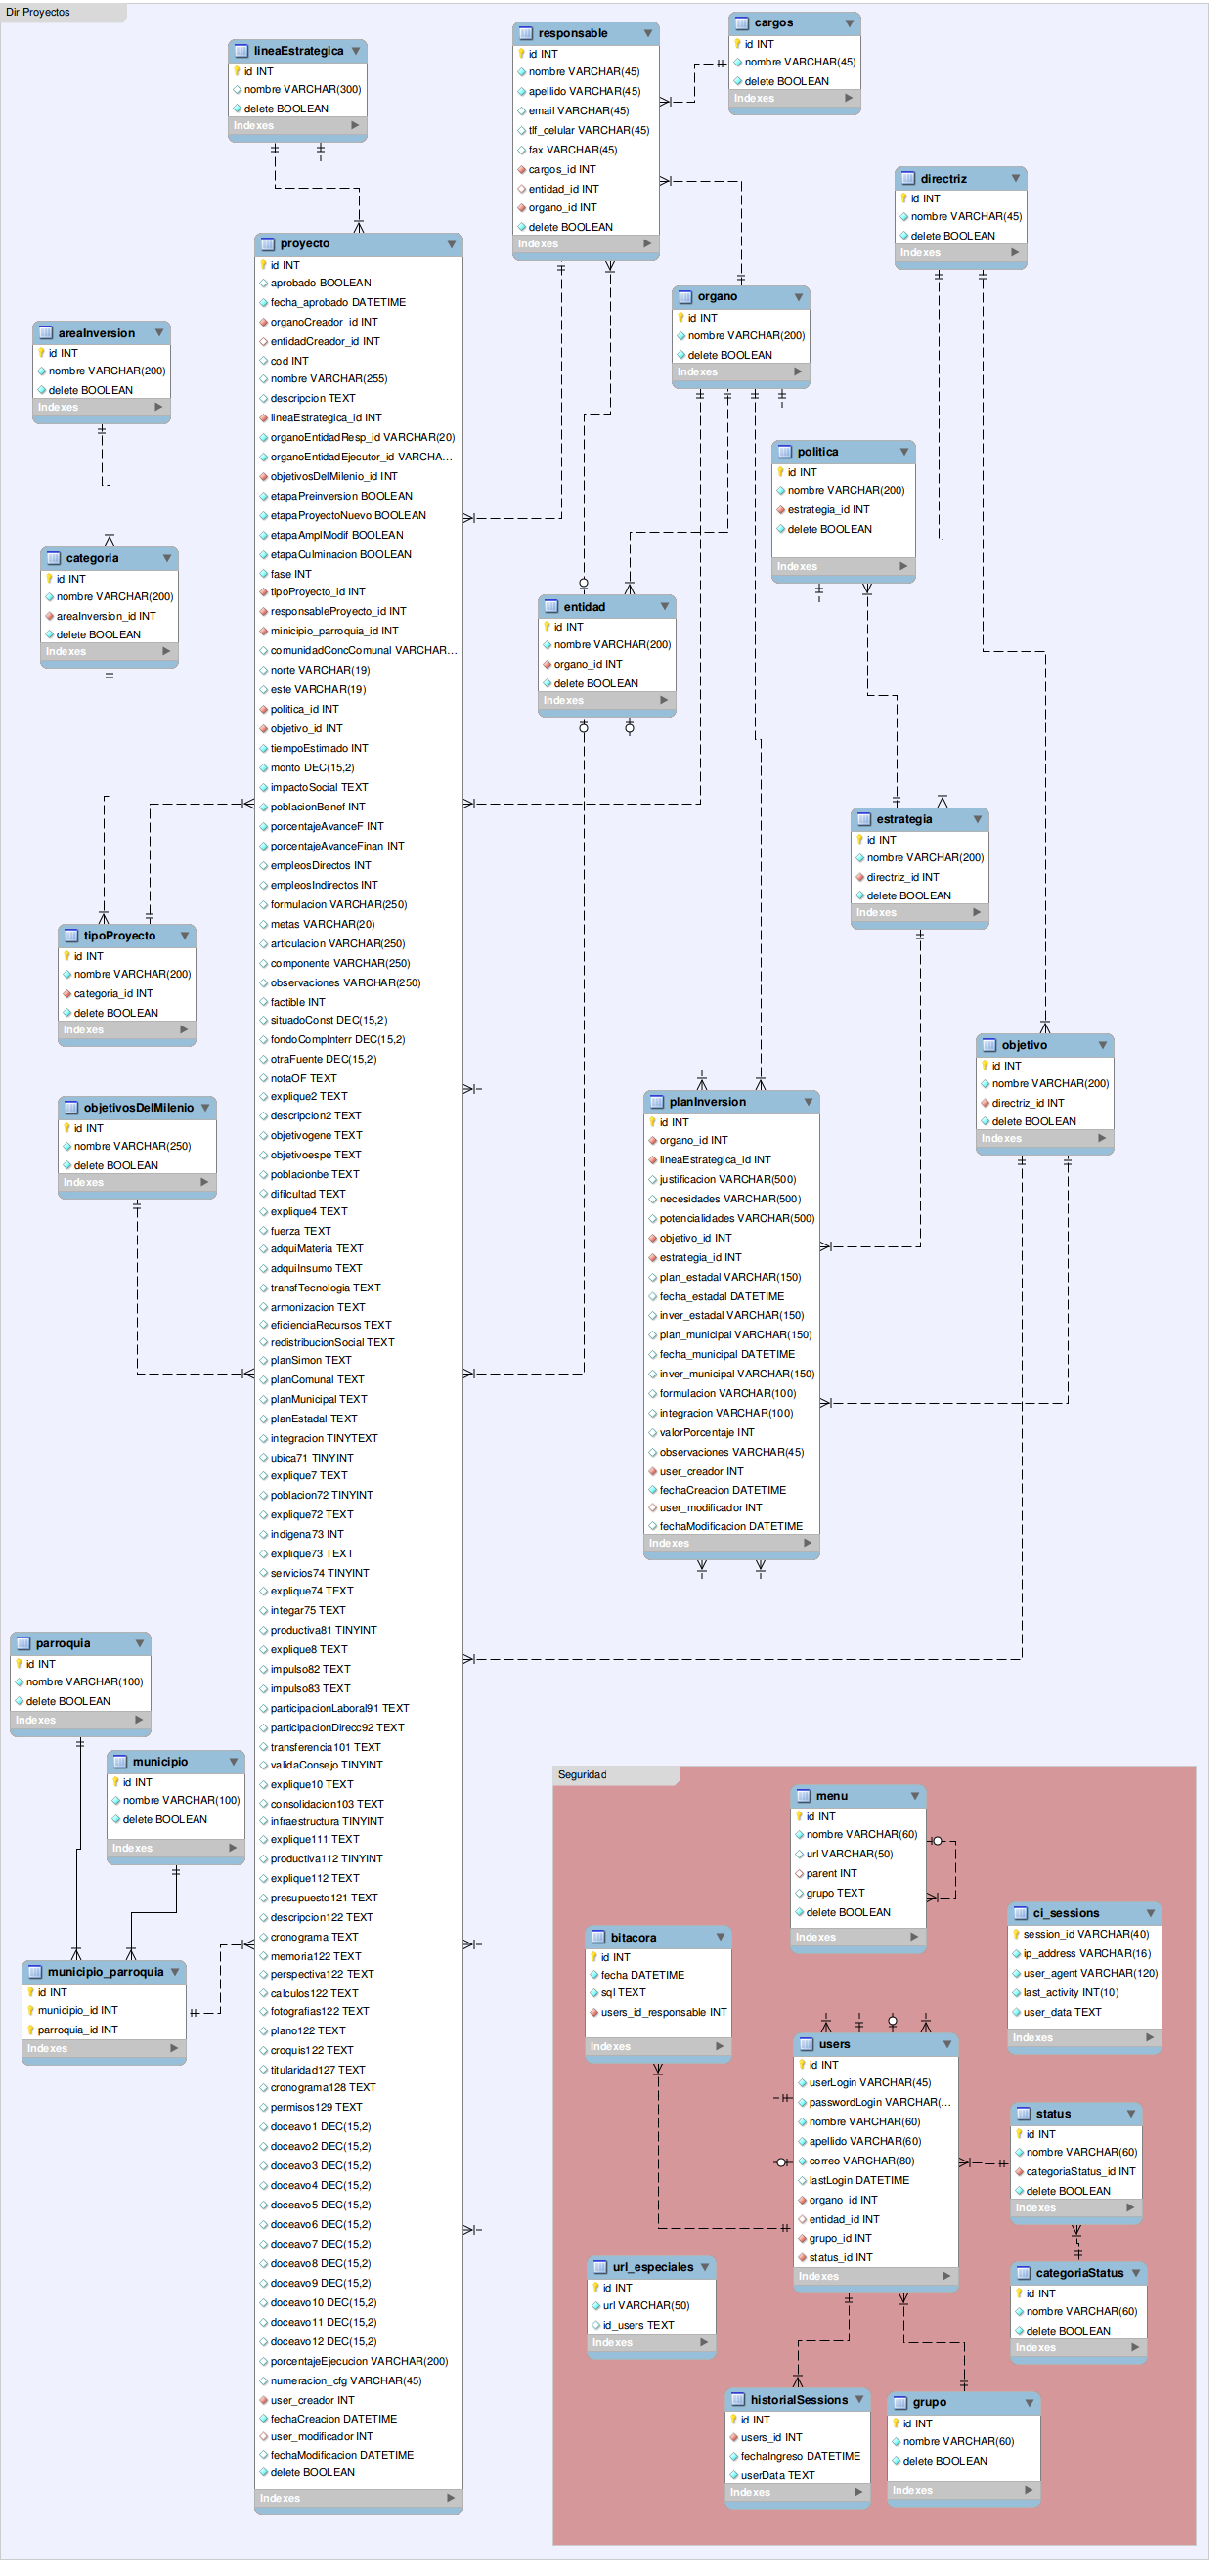 Dir Proyectos
lineaEstrategica
id INT
nombre VARCHAR(300)
delete BOOLEAN
Indexes
responsable
id INT
nombre VARCHAR(45)
apellido VARCHAR(45)
email VARCHAR(45)
tlf_celular VARCHAR(45)
fax VARCHAR(45)
cargos_id INT
entidad_id INT
organo_id INT
delete BOOLEAN
Indexes
cargos
id INT
nombre VARCHAR(45)
delete BOOLEAN
Indexes
directriz
id INT
nombre VARCHAR(45)
delete BOOLEAN
Indexes
organo
id INT
nombre VARCHAR(200)
delete BOOLEAN
Indexes
areaInversion
id INT
nombre VARCHAR(200)
delete BOOLEAN
Indexes
politica
id INT
nombre VARCHAR(200)
estrategia_id INT
delete BOOLEAN
Indexes
categoria
id INT
nombre VARCHAR(200)
areaInversion_id INT
delete BOOLEAN
Indexes
entidad
id INT
nombre VARCHAR(200)
organo_id INT
delete BOOLEAN
Indexes
estrategia
id INT
nombre VARCHAR(200)
directriz_id INT
delete BOOLEAN
Indexes
tipoProyecto
id INT
nombre VARCHAR(200)
categoria_id INT
delete BOOLEAN
Indexes
objetivo
id INT
nombre VARCHAR(200)
directriz_id INT
delete BOOLEAN
Indexes
objetivosDelMilenio
id INT
nombre VARCHAR(250)
delete BOOLEAN
Indexes
proyecto
id INT
aprobado BOOLEAN
fecha_aprobado DATETIME
organoCreador_id INT
entidadCreador_id INT
cod INT
nombre VARCHAR(255)
descripcion TEXT
lineaEstrategica_id INT
organoEntidadResp_id VARCHAR(20)
organoEntidadEjecutor_id VARCHA...
objetivosDelMilenio_id INT
etapaPreinversion BOOLEAN
etapaProyectoNuevo BOOLEAN
etapaAmplModif BOOLEAN
etapaCulminacion BOOLEAN
fase INT
tipoProyecto_id INT
responsableProyecto_id INT
minicipio_parroquia_id INT
comunidadConcComunal VARCHAR...
norte VARCHAR(19)
este VARCHAR(19)
politica_id INT
objetivo_id INT
tiempoEstimado INT
monto DEC(15,2)
impactoSocial TEXT
poblacionBenef INT
porcentajeAvanceF INT
porcentajeAvanceFinan INT
empleosDirectos INT
empleosIndirectos INT
formulacion VARCHAR(250)
metas VARCHAR(20)
articulacion VARCHAR(250)
componente VARCHAR(250)
observaciones VARCHAR(250)
factible INT
situadoConst DEC(15,2)
fondoCompInterr DEC(15,2)
otraFuente DEC(15,2)
notaOF TEXT
explique2 TEXT
descripcion2 TEXT
objetivogene TEXT
objetivoespe TEXT
poblacionbe TEXT
difilcultad TEXT
explique4 TEXT
fuerza TEXT
adquiMateria TEXT
adquiInsumo TEXT
transfTecnologia TEXT
armonizacion TEXT
eficienciaRecursos TEXT
redistribucionSocial TEXT
planSimon TEXT
planComunal TEXT
planMunicipal TEXT
planEstadal TEXT
integracion TINYTEXT
ubica71 TINYINT
explique7 TEXT
poblacion72 TINYINT
explique72 TEXT
indigena73 INT
explique73 TEXT
servicios74 TINYINT
explique74 TEXT
integar75 TEXT
productiva81 TINYINT
explique8 TEXT
impulso82 TEXT
impulso83 TEXT
participacionLaboral91 TEXT
participacionDirecc92 TEXT
transferencia101 TEXT
validaConsejo TINYINT
explique10 TEXT
consolidacion103 TEXT
infraestructura TINYINT
explique111 TEXT
productiva112 TINYINT
explique112 TEXT
presupuesto121 TEXT
descripcion122 TEXT
cronograma TEXT
memoria122 TEXT
perspectiva122 TEXT
calculos122 TEXT
fotografias122 TEXT
plano122 TEXT
croquis122 TEXT
titularidad127 TEXT
cronograma128 TEXT
permisos129 TEXT
doceavo1 DEC(15,2)
doceavo2 DEC(15,2)
doceavo3 DEC(15,2)
doceavo4 DEC(15,2)
doceavo5 DEC(15,2)
doceavo6 DEC(15,2)
doceavo7 DEC(15,2)
doceavo8 DEC(15,2)
doceavo9 DEC(15,2)
doceavo10 DEC(15,2)
doceavo11 DEC(15,2)
doceavo12 DEC(15,2)
porcentajeEjecucion VARCHAR(200)
numeracion_cfg VARCHAR(45)
user_creador INT
fechaCreacion DATETIME
user_modificador INT
fechaModificacion DATETIME
delete BOOLEAN
Indexes
planInversion
id INT
organo_id INT
lineaEstrategica_id INT
justificacion VARCHAR(500)
necesidades VARCHAR(500)
potencialidades VARCHAR(500)
objetivo_id INT
estrategia_id INT
plan_estadal VARCHAR(150)
fecha_estadal DATETIME
inver_estadal VARCHAR(150)
plan_municipal VARCHAR(150)
fecha_municipal DATETIME
inver_municipal VARCHAR(150)
formulacion VARCHAR(100)
integracion VARCHAR(100)
valorPorcentaje INT
observaciones VARCHAR(45)
user_creador INT
fechaCreacion DATETIME
user_modificador INT
fechaModificacion DATETIME
Indexes
parroquia
id INT
nombre VARCHAR(100)
delete BOOLEAN
Indexes
municipio
id INT
nombre VARCHAR(100)
delete BOOLEAN
Indexes
municipio_parroquia
id INT
municipio_id INT
parroquia_id INT
Indexes
Seguridad
menu
id INT
nombre VARCHAR(60)
url VARCHAR(50)
parent INT
grupo TEXT
delete BOOLEAN
Indexes
bitacora
id INT
fecha DATETIME
sql TEXT
users_id_responsable INT
Indexes
ci_sessions
session_id VARCHAR(40)
ip_address VARCHAR(16)
user_agent VARCHAR(120)
last_activity INT(10)
user_data TEXT
Indexes
users
id INT
userLogin VARCHAR(45)
passwordLogin VARCHAR(...
nombre VARCHAR(60)
apellido VARCHAR(60)
correo VARCHAR(80)
lastLogin DATETIME
organo_id INT
entidad_id INT
grupo_id INT
status_id INT
Indexes
status
id INT
nombre VARCHAR(60)
categoriaStatus_id INT
delete BOOLEAN
Indexes
url_especiales
id INT
url VARCHAR(50)
id_users TEXT
Indexes
categoriaStatus
id INT
nombre VARCHAR(60)
delete BOOLEAN
Indexes
historialSessions
id INT
users_id INT
fechaIngreso DATETIME
userData TEXT
Indexes
grupo
id INT
nombre VARCHAR(60)
delete BOOLEAN
Indexes